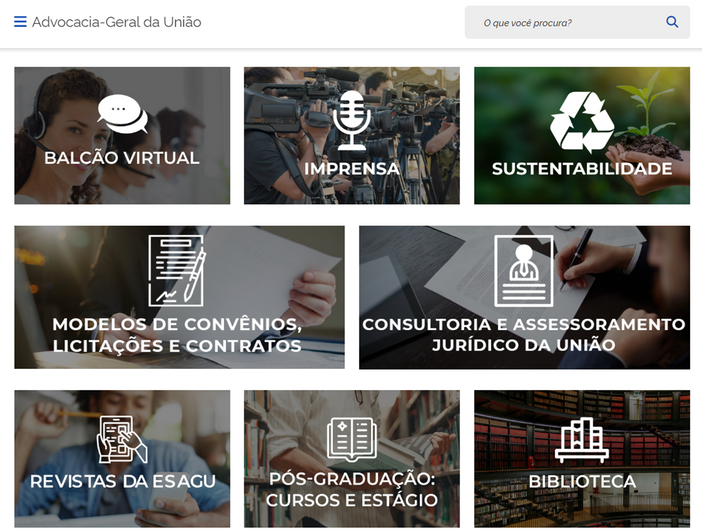 Advocacia-Geral da União
O que você procura?
BALCÃO VIRTUAL
IMPRENSA
SUSTENTABILIDADE
MODELOS DE CONVÊNIOS,
LICITAÇÕES E CONTRATOS
CONSULTORIA E ASSESSORAMENTO
JURÍDICO DA UNIÃO
REVISTAS DA ESAGU
PÓS-GRADUAÇÃO:
CURSOS E ESTÁGIO
BIBLIOTECA